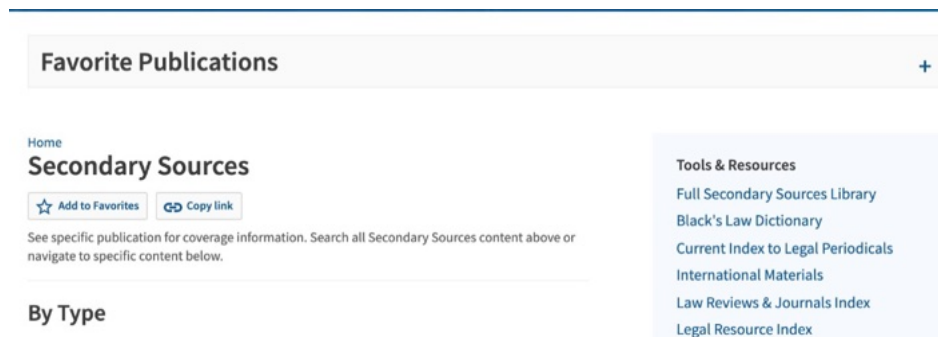 Favorite Publications
+
Home
Secondary Sources
Add to Favorites
Copy link
See specific publication for coverage information. Search all Secondary Sources content above or
navigate to specific content below.
By Type
Tools & Resources
Full Secondary Sources Library
Black's Law Dictionary
Current Index to Legal Periodicals
International Materials
Law Reviews & Journals Index
Legal Resource Index